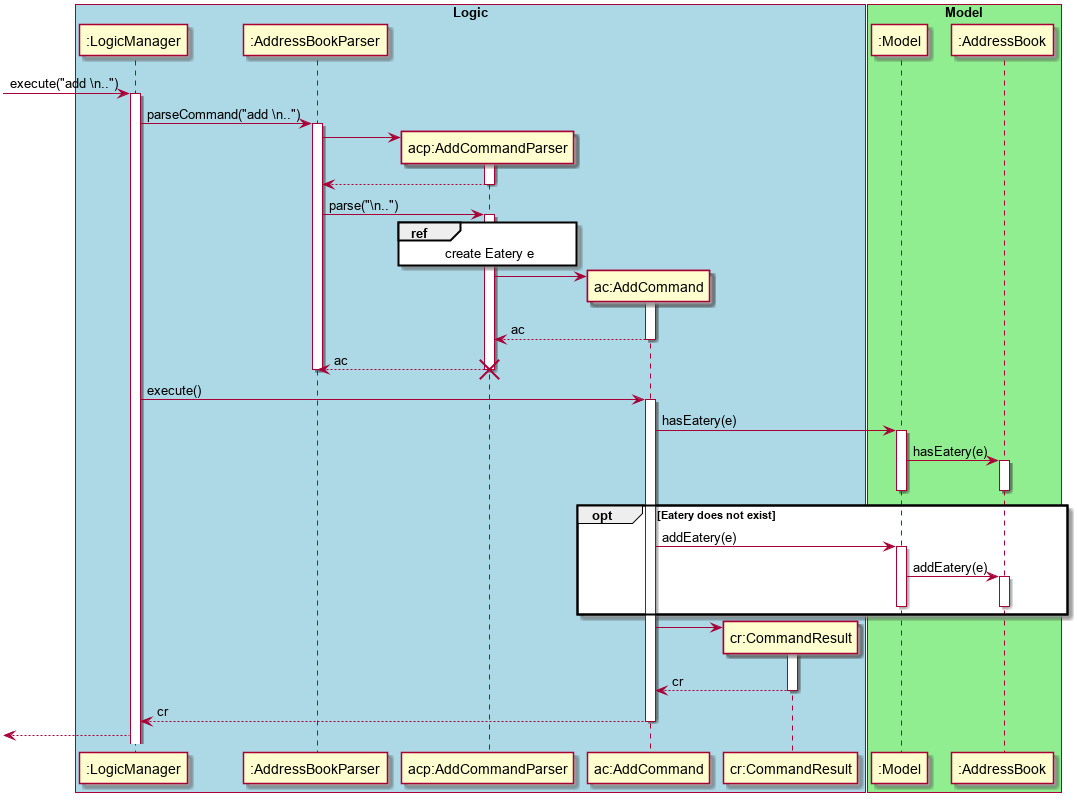 Logic
Model
:LogicManager
:AddressBookParser
:Model
:AddressBook
execute("add \n..")
parseCommand("add \n..")
acp:AddCommandParser
parse("\n..")
ref
create Eatery e
ac:AddCommand
ac
ac
execute()
hasEatery(e)
hasEatery(e)
opt
[Eatery does not exist]
addEatery(e)
addEatery(e)
cr:CommandResult
cr
cr
:LogicManager
:AddressBookParser
acp:AddCommandParser
ac:AddCommand
cr:CommandResult
:Model
:AddressBook